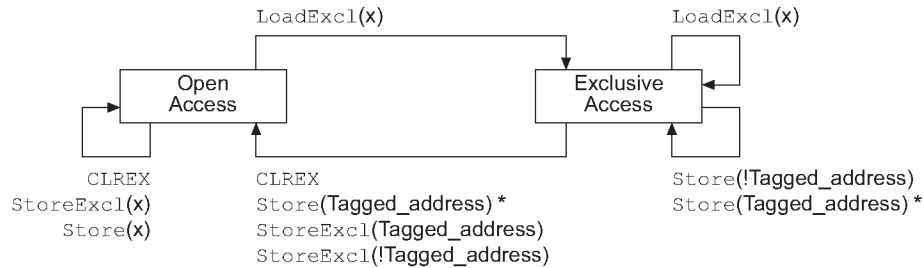 LoadExcl(x)
LoadExcl(x)
Open
Access
Exclusive
Access
CLREX
StoreExcl(x)
Store(x)
CLREX
Store(Tagged_address) *
StoreExcl(Tagged_address)
StoreExcl(!Tagged_address)
Store(!Tagged_address)
Store(Tagged_address) *